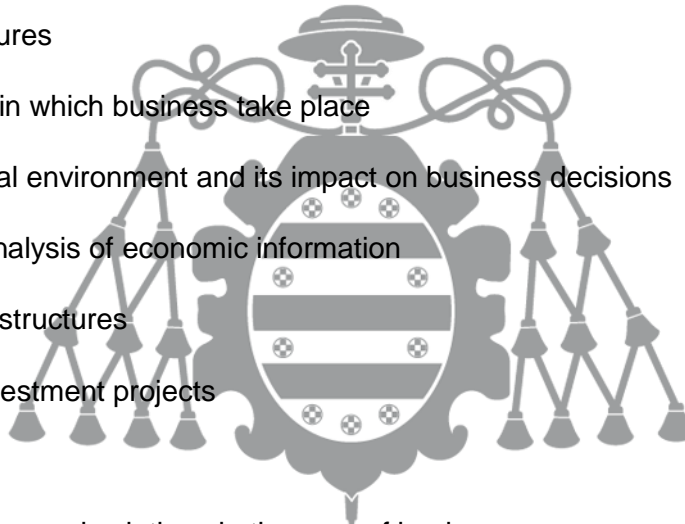 ures
in which business take place
al environment and its impact on business decisions
nalysis of economic information
structures
estment projects